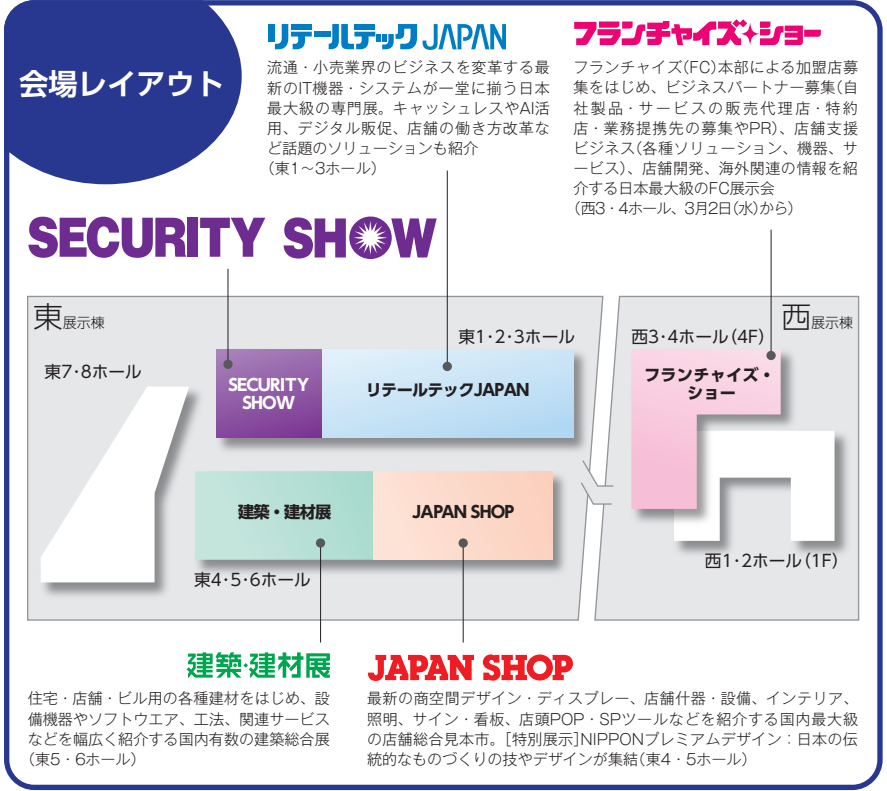 会場レイアウト
リテールテック JAPAN
流通・小売業界のビジネスを変革する最
新のIT機器・システムが一堂に揃う日本
最大級の専門展。キャッシュレスやAI活
用、デジタル販促、店舗の働き方改革な
ど話題のソリューションも紹介
(東1～3ホール)
フランチャイズ・ショー
フランチャイズ(FC)本部による加盟店募
集をはじめ、ビジネスパートナー募集(自
社製品・サービスの販売代理店・特約
店・業務提携先の募集やPR)、店舗支援
ビジネス(各種ソリューション、機器、サ
ービス)、店舗開発、海外関連の情報を紹
介する日本最大級のFC展示会
(西3・4ホール、3月2日(水)から)
SECURITY SHOW
東展示棟
東7・8ホール
東1・2・3ホール
SECURITY
SHOW
リテールテックJAPAN
建築・建材展
JAPAN SHOP
東4・5・6ホール
西展示棟
西3・4ホール(4F)
フランチャイズ・
ショー
西1・2ホール(1F)
建築・建材展
住宅・店舗・ビル用の各種建材をはじめ、設
備機器やソフトウエア、工法、関連サービス
などを幅広く紹介する国内有数の建築総合展
(東5・6ホール)
JAPAN SHOP
最新の商空間デザイン・ディスプレー、店舗什器・設備、インテリア、
照明、サイン・看板、店頭POP・SPツールなどを紹介する国内最大級
の店舗総合見本市。[特別展示]NIPPONプレミアムデザイン：日本の伝
統的なものづくりの技やデザインが集結(東4・5ホール)